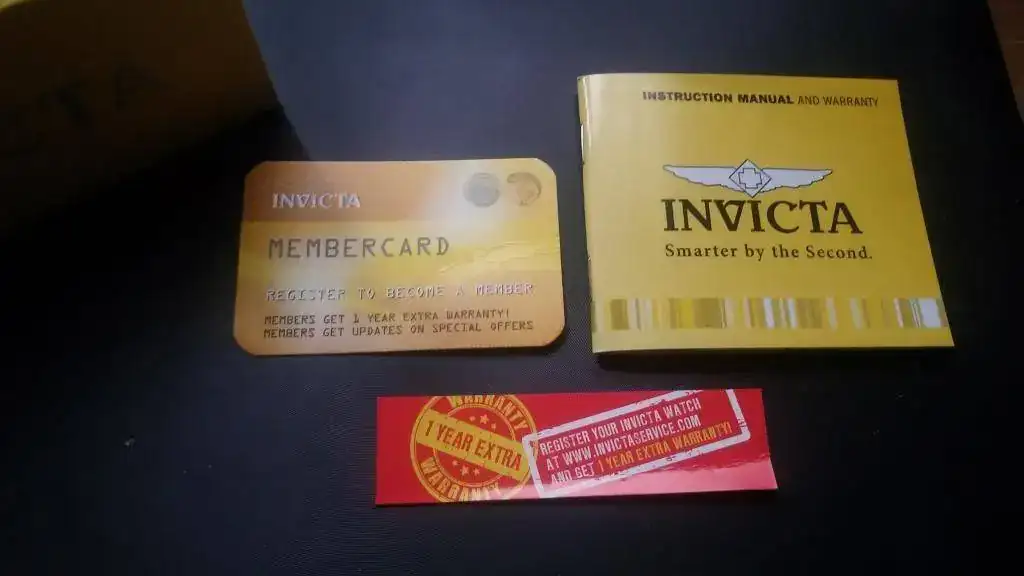 INVICTA
MEMBERCARD
REGISTER TO BECOME A MEMBER
MEMBERS GET 1 YEAR EXTRA WARRANTY!
MEMBERS GET UPDATES ON SPECIAL OFFERS
INSTRUCTION MANUAL AND WARRANTY
INVICTA
Smarter by the Second.
WARRANTY
1 YEAR EXTRA
WARRANTY
REGISTER YOUR INVICTA WATCH
AT WWW.INVICTASERVICE.COM
AND GET 1 YEAR EXTRA WARRANTY!